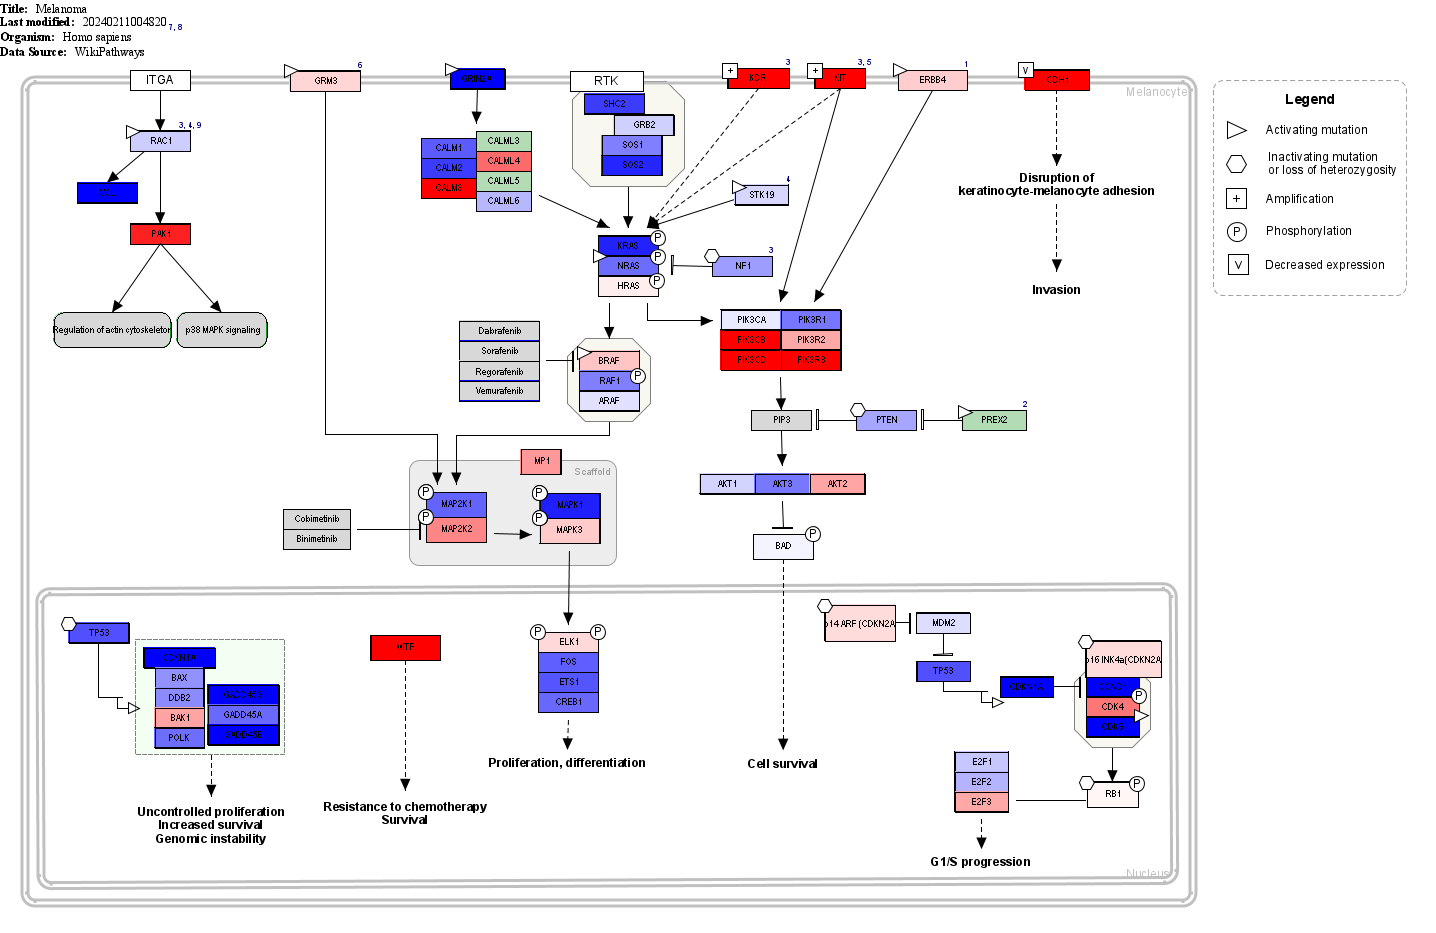 Title: Melanoma
Last modified: 20240211004820
7, 8
Organism: Homo sapiens
Data Source: WikiPathways
ITGA
GRM3
6
GRIN2A
RTK
KDR
3
KIT
3, 5
ERBB4
1
CDH1
Melanocyte
Legend
Activating mutation
Inactivating mutation
or loss of heterozygosity
+
Amplification
P
Phosphorylation
V
Decreased expression
+
+
V
RAC1
3, 4, 9
PAK1
Regulation of actin cytoskeleton
p38 MAPK signaling
CALM1
CALM2
CALM3
CALML3
CALML4
CALML5
CALML6
SHC2
GRB2
SOS1
SOS2
STK19
4
Disruption of
keratinocyte-melanocyte adhesion
Invasion
KRAS
P
NRAS
P
HRAS
P
NF1
3
PIK3CA
PIK3R1
PIK3CB
PIK3R2
PIK3CD
PIK3R3
Dabrafenib
Sorafenib
Regorafenib
Vemurafenib
BRAF
RAF1
P
ARAF
PIP3
PTEN
PREX2
2
MP1
Scaffold
AKT1
AKT3
AKT2
P
MAP2K1
P
MAP2K2
P
MAPK1
P
MAPK3
Cobimetinib
Binimetinib
BAD
P
TP53
CDKN1A
BAX
DDB2
BAK1
POLK
GADD45G
GADD45A
GADD45B
Uncontrolled proliferation
Increased survival
Genomic instability
MITF
Resistance to chemotherapy
Survival
P
P
ELK1
FOS
ETS1
CREB1
Proliferation, differentiation
Cell survival
p14 ARF (CDKN2A
MDM2
TP53
CDKN1A
p16 INK4a(CDKN2A
CCND1
P
CDK4
CDK6
E2F1
E2F2
E2F3
RB1
P
G1/S progression
Nucleus